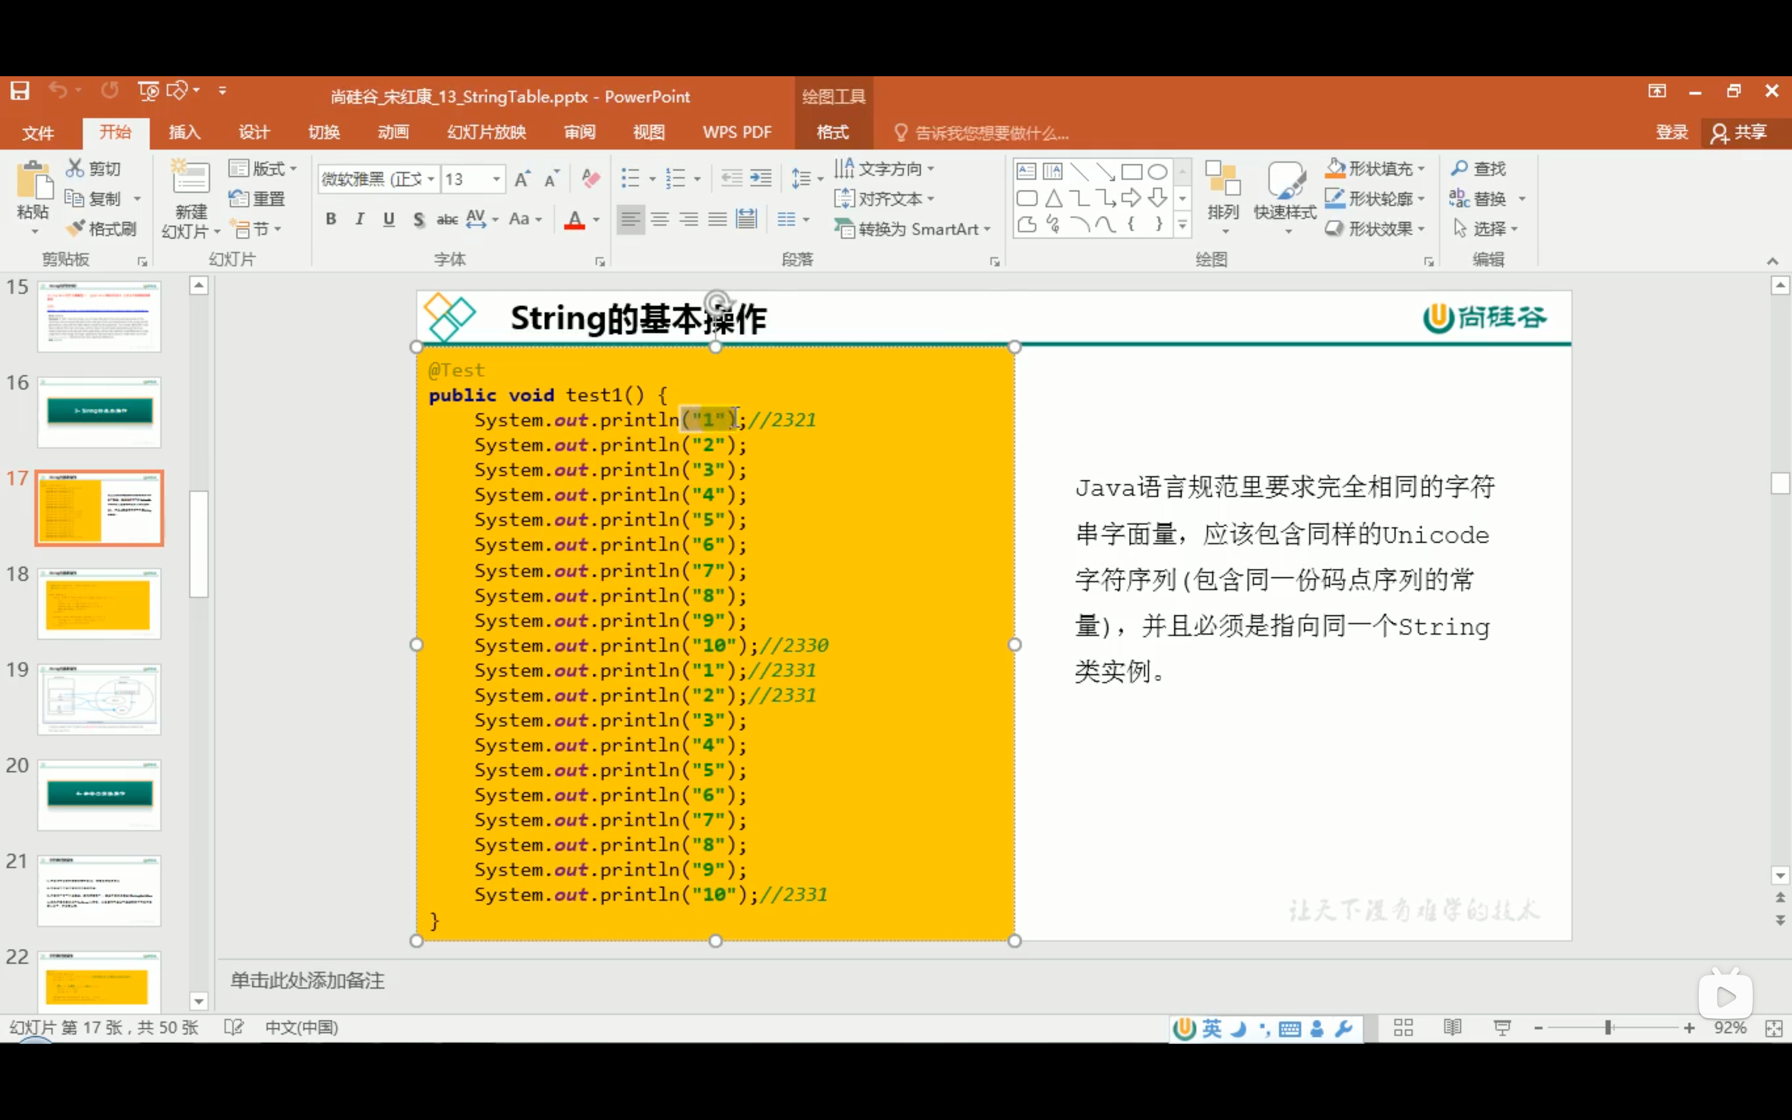 尚硅谷_宋红康_13_StringTable.pptx - PowerPoint
绘图工具
文件 开始 插入 设计 切换 动画 幻灯片放映 审阅 视图 WPS PDF 格式 告诉我您想要做什么... 登录 共享
粘贴 剪切 复制 格式刷
新建幻灯片 版式 重置 节
微软雅黑 (正文 13
B I U S abc AV Aa A
文字方向
对齐文本
转换为 SmartArt
排列 快速样式
形状填充
形状轮廓
形状效果
查找
替换
选择
剪贴板 幻灯片 字体 段落 绘图 编辑
15
16
17
18
19
20
21
22
String的基本操作
尚硅谷
@Test
public void test1() {
System.out.println("1");//2321
System.out.println("2");
System.out.println("3");
System.out.println("4");
System.out.println("5");
System.out.println("6");
System.out.println("7");
System.out.println("8");
System.out.println("9");
System.out.println("10");//2330
System.out.println("1");//2331
System.out.println("2");//2331
System.out.println("3");
System.out.println("4");
System.out.println("5");
System.out.println("6");
System.out.println("7");
System.out.println("8");
System.out.println("9");
System.out.println("10");//2331
}
Java语言规范里要求完全相同的字符
串字面量，应该包含同样的Unicode
字符序列(包含同一份码点序列的常
量)，并且必须是指向同一个String
类实例。
让天下没有难学的技术
单击此处添加备注
幻灯片 第 17 张，共 50 张 中文(中国) 英 92%